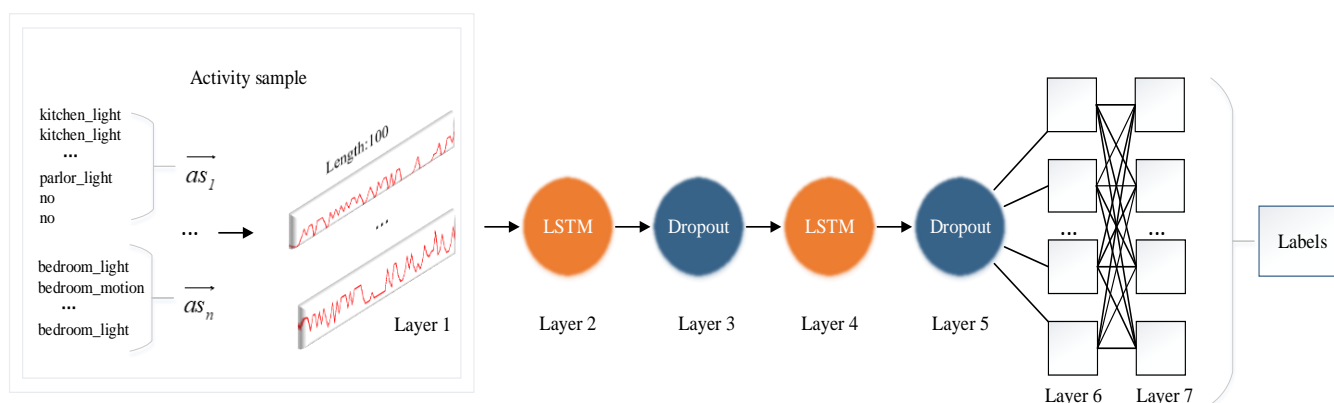 Activity sample
kitchen_light
kitchen_light
...
parlor_light
no
no
as1
...
bedroom_light
bedroom_motion
...
bedroom_light
asn
Length:100
...
Layer 1
LSTM
Layer 2
Dropout
Layer 3
LSTM
Layer 4
Dropout
Layer 5
... ...
Layer 6 Layer 7
Labels